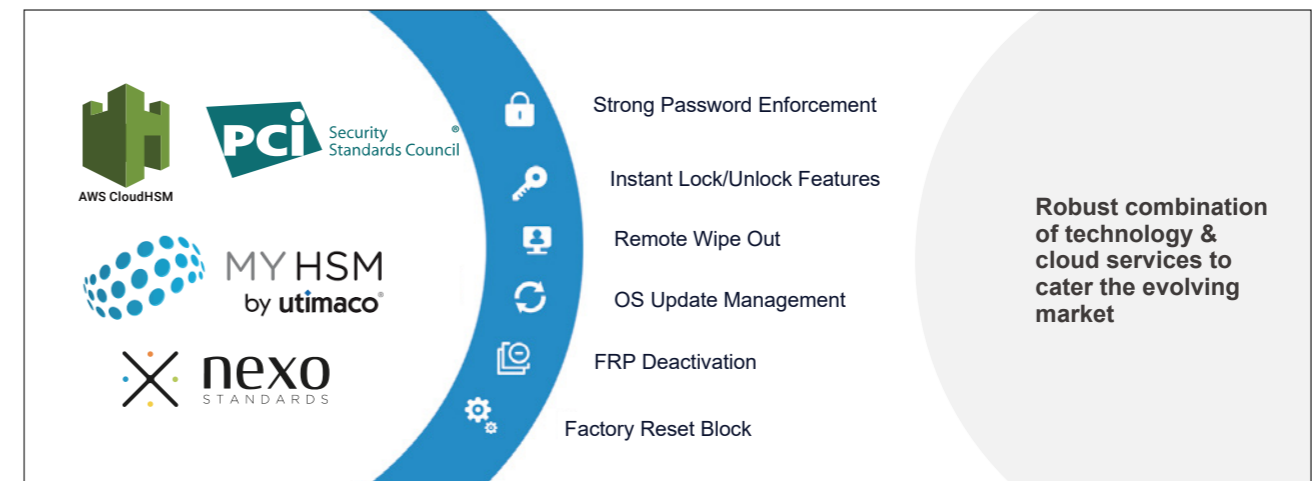 AWS CloudHSM
PCI Security ®
Standards Council
MYHSM
by utimaco®
nexo
STANDARDS
Strong Password Enforcement
Instant Lock/Unlock Features
Remote Wipe Out
OS Update Management
FRP Deactivation
Factory Reset Block
Robust combination
of technology &
cloud services to
cater the evolving
market